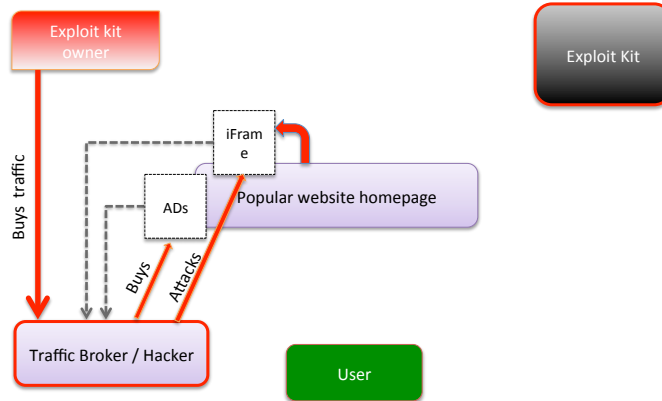 Exploit kit
owner
Exploit Kit
iFram
e
Popular website homepage
ADs
Buys traffic
Buys
Attacks
Traffic Broker / Hacker
User